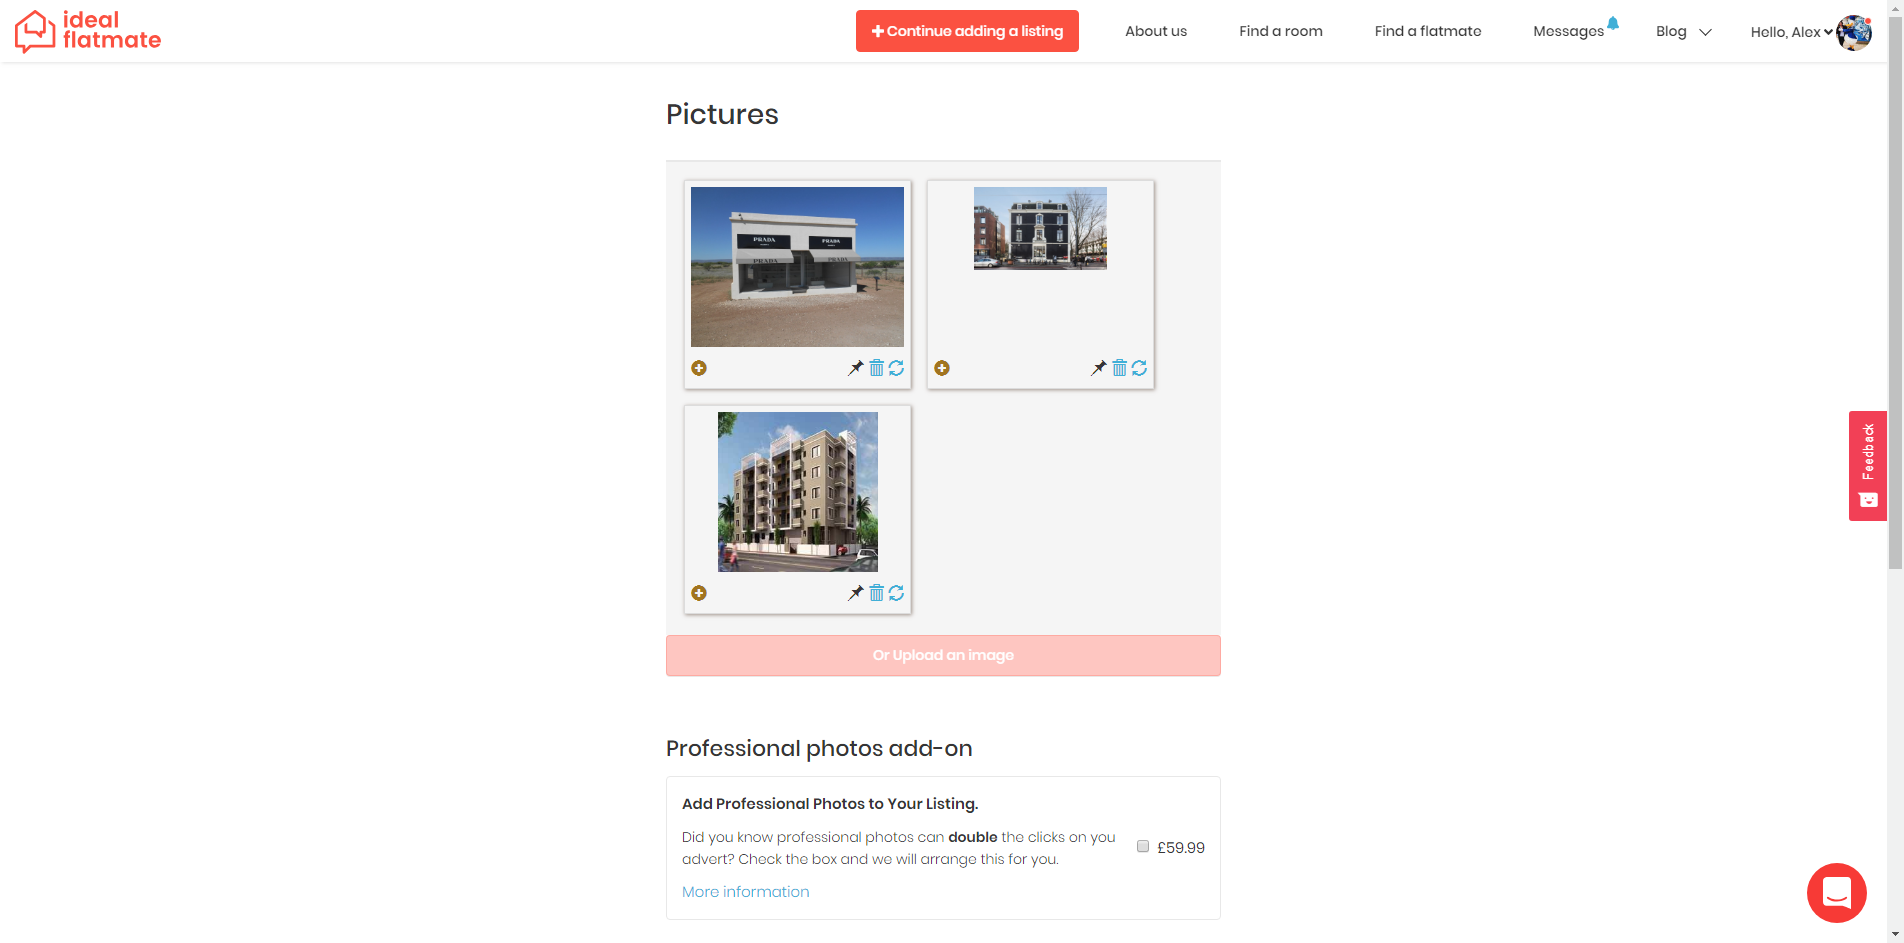 ideal
flatmate
Continue adding a listing
About us
Find a room
Find a flatmate
Messages
Blog
Hello, Alex
Pictures
PRADA
PRADA
PRADA
PRADA
Or Upload an image
Feedback
Professional photos add-on
Add Professional Photos to Your Listing.
Did you know professional photos can double the clicks on you
advert? Check the box and we will arrange this for you.
£59.99
More information